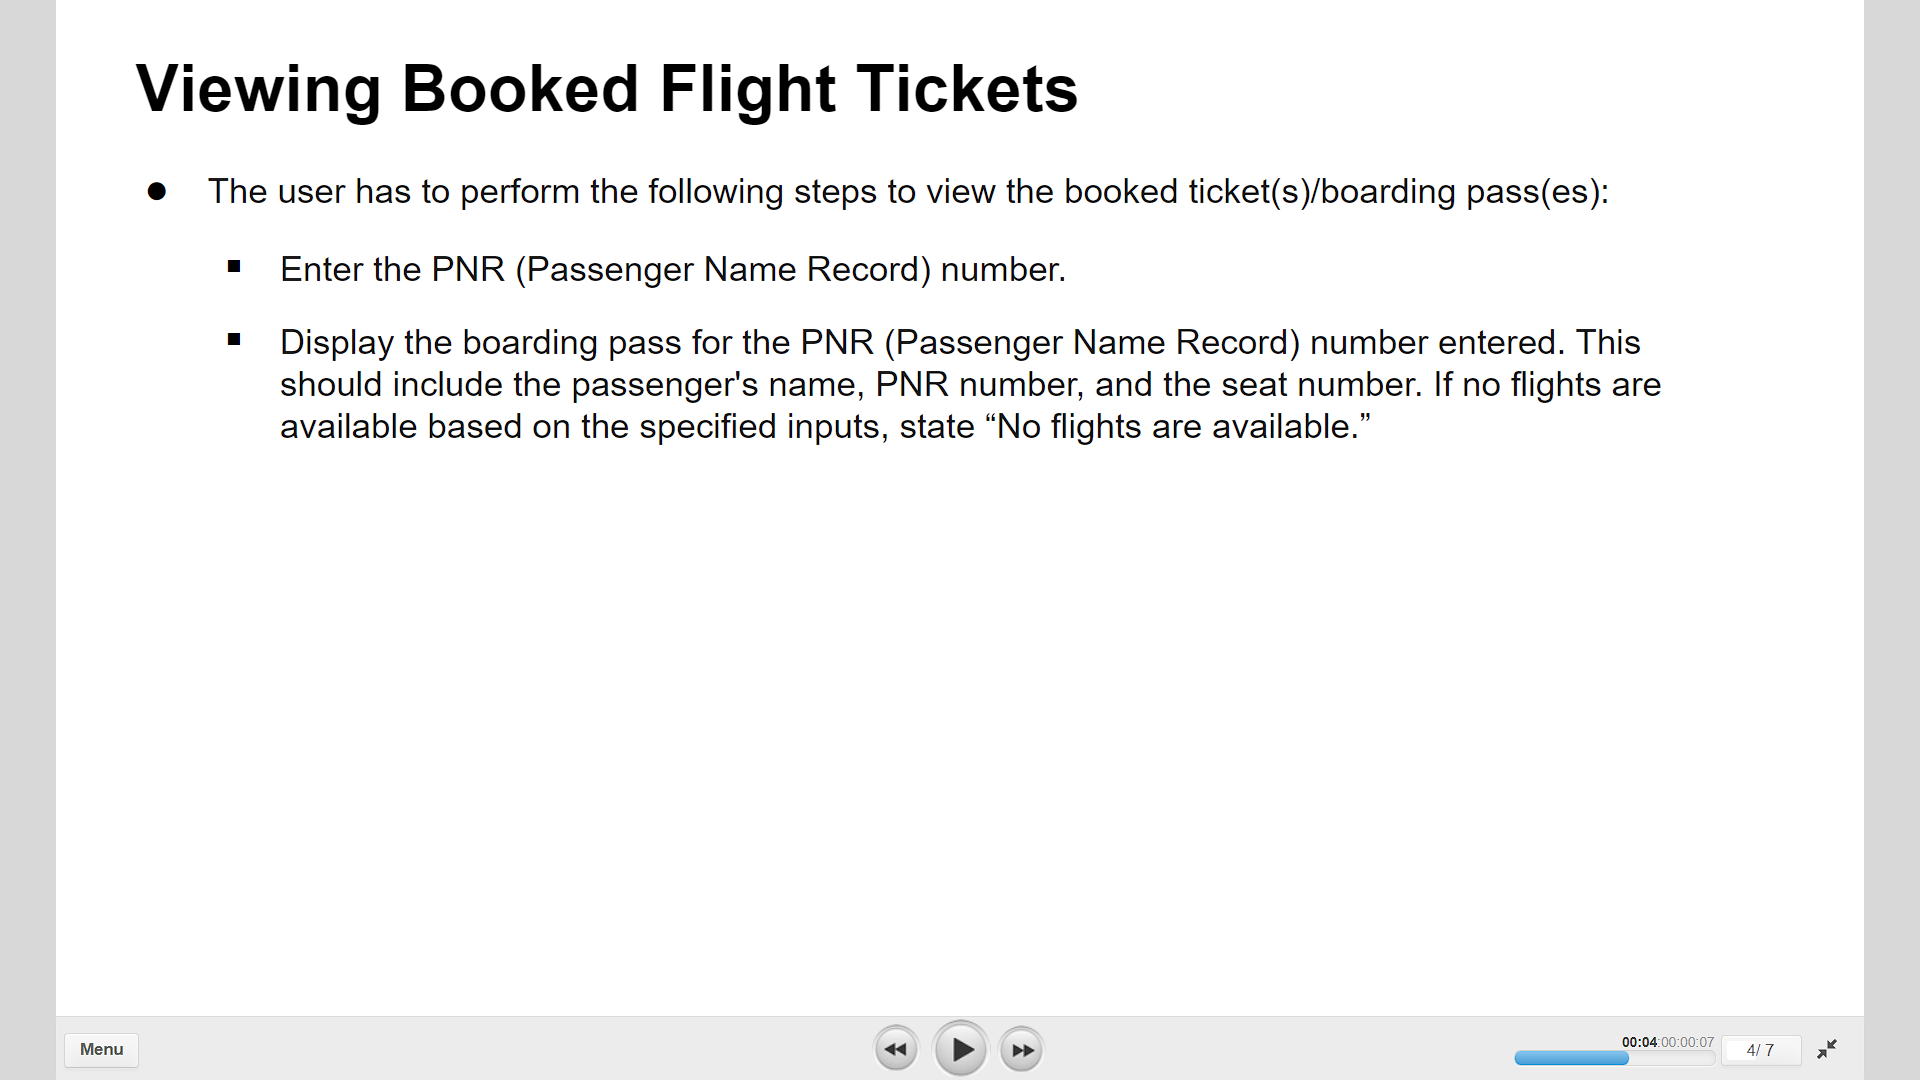 Viewing Booked Flight Tickets
● The user has to perform the following steps to view the booked ticket(s)/boarding pass(es):
▪ Enter the PNR (Passenger Name Record) number.
▪ Display the boarding pass for the PNR (Passenger Name Record) number entered. This
should include the passenger's name, PNR number, and the seat number. If no flights are
available based on the specified inputs, state “No flights are available.”
Menu
00:04:00:00:07
4/ 7